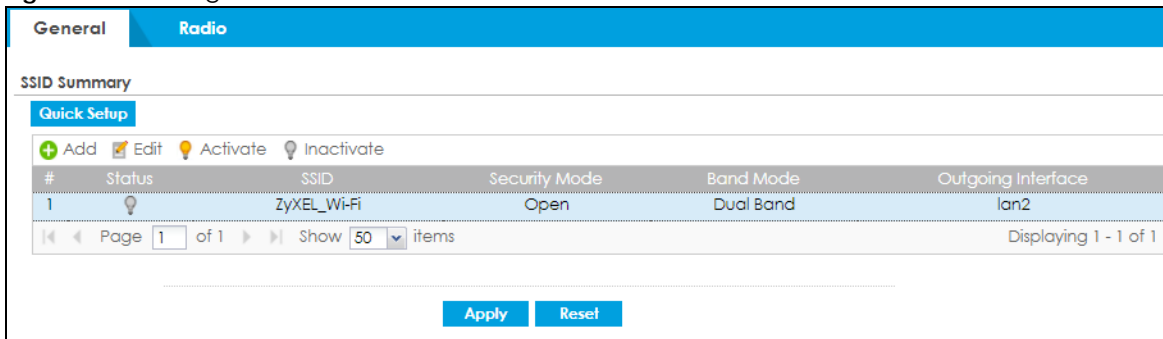 General Radio
SSID Summary
Quick Setup
Add Edit Activate Inactivate
# Status SSID Security Mode Band Mode Outgoing Interface
1 ZyXEL_Wi-Fi Open Dual Band lan2
Page 1 of 1 Show 50 items Displaying 1 - 1 of 1
Apply Reset